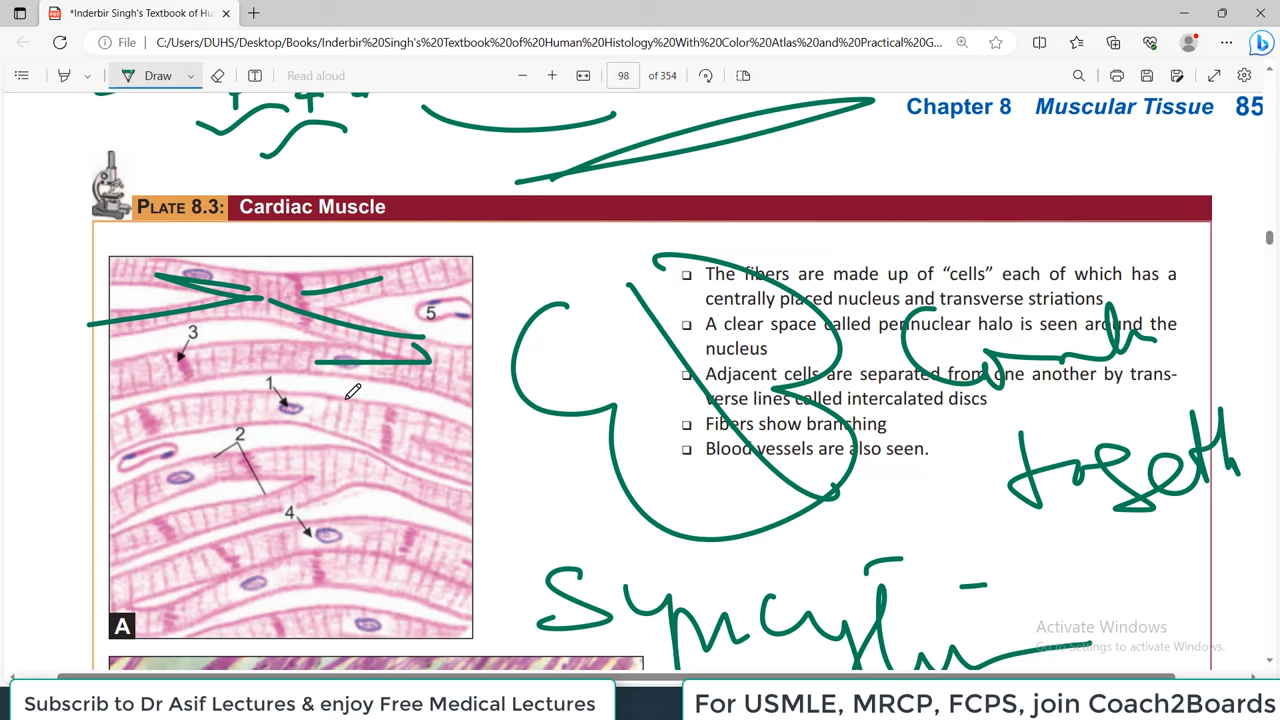 *Inderbir Singh's Textbook of Hu
File
C:/Users/DUHS/Desktop/Books/Inderbir%20Singh's%20Textbook%20of%20Human%20Histology%20With%20Color%20Atlas%20and%20Practical%20G...
Draw
Read aloud
98 of 354
Chapter 8 Muscular Tissue 85
PLATE 8.3: Cardiac Muscle
The fibers are made up of “cells” each of which has a
centrally placed nucleus and transverse striations
A clear space called perinuclear halo is seen around the
nucleus
Adjacent cells are separated from one another by trans-
verse lines called intercalated discs
Fibers show branching
Blood vessels are also seen.
5
3
1
2
4
A
Activate Windows
Go to Settings to activate Windows.
Subscrib to Dr Asif Lectures & enjoy Free Medical Lectures
For USMLE, MRCP, FCPS, join Coach2Boards